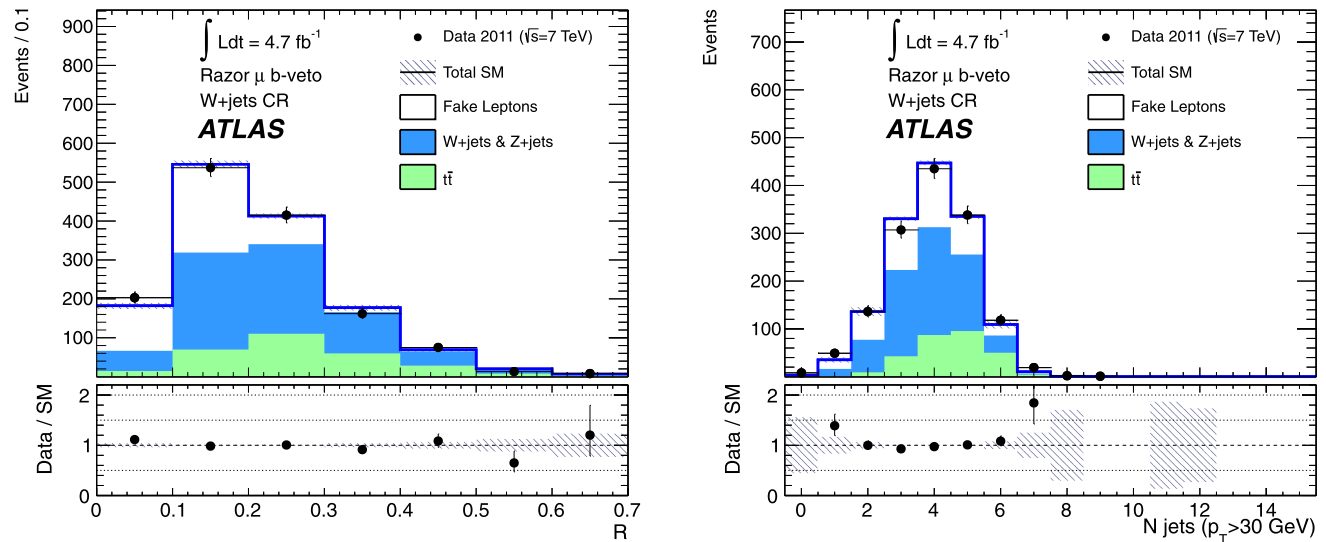 Events / 0.1
900
800
700
600
500
400
300
200
100
∫ Ldt = 4.7 fb⁻¹
Razor μ b-veto
W+jets CR
ATLAS
Data 2011 (√s=7 TeV)
Total SM
Fake Leptons
W+jets & Z+jets
tt̄
Data / SM
2
1
0
0 0.1 0.2 0.3 0.4 0.5 0.6 0.7
R
Events
700
600
500
400
300
200
100
∫ Ldt = 4.7 fb⁻¹
Razor μ b-veto
W+jets CR
ATLAS
Data 2011 (√s=7 TeV)
Total SM
Fake Leptons
W+jets & Z+jets
tt̄
Data / SM
2
1
0
0 2 4 6 8 10 12 14
N jets (p_T>30 GeV)